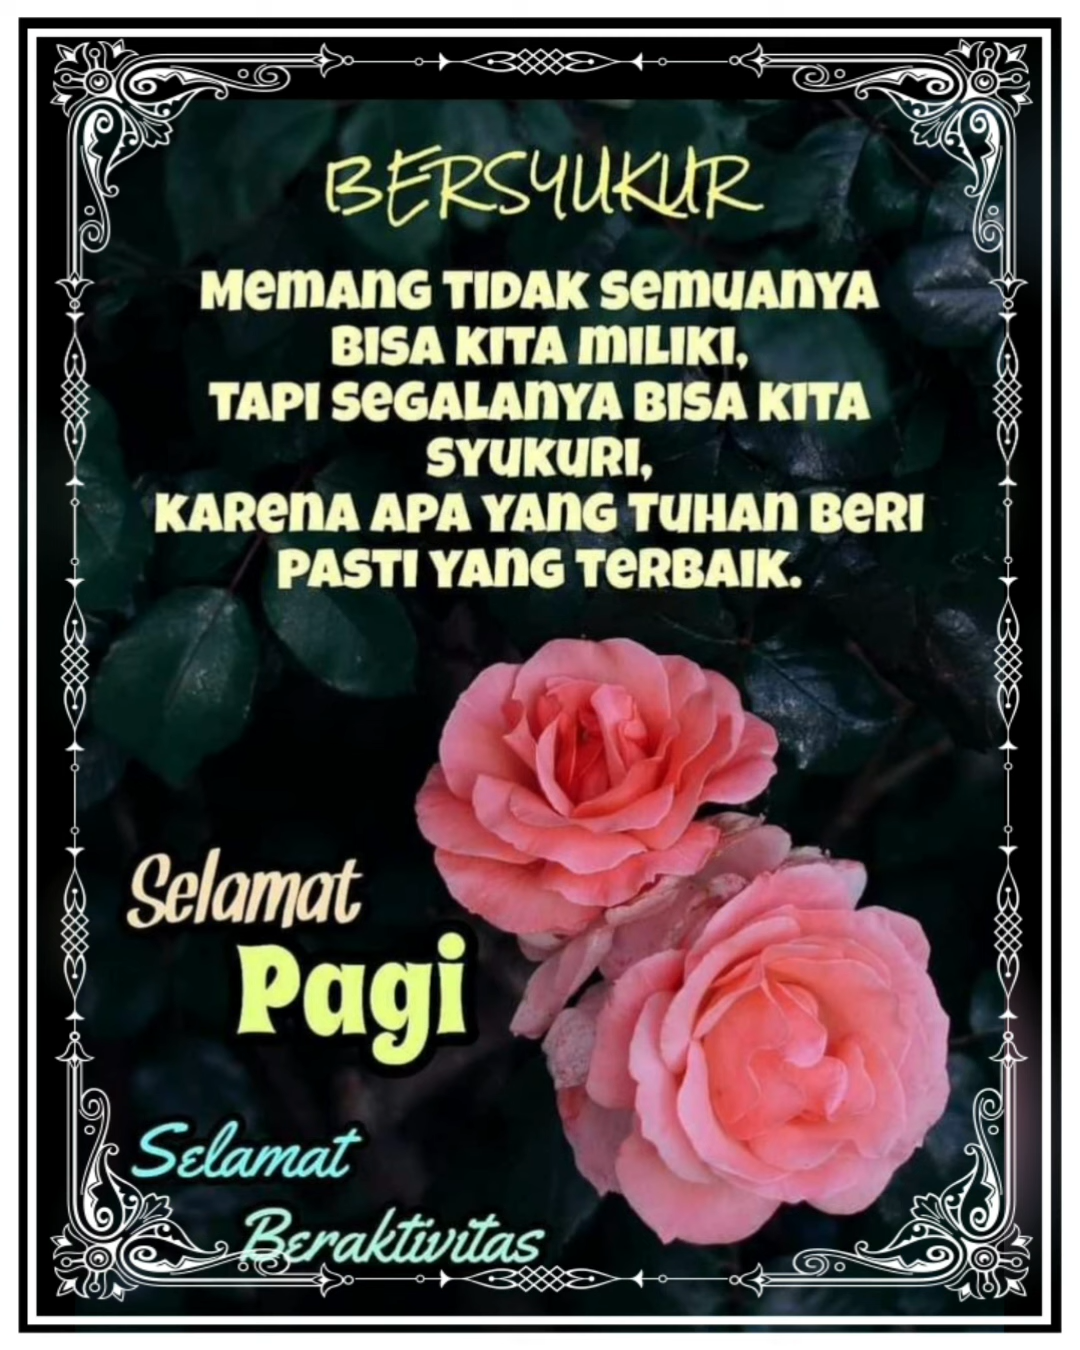 BERSYUKUR
Memang tidak semuanya
bisa kita miliki,
tapi segalanya bisa kita
syukuri,
karena apa yang Tuhan beri
pasti yang terbaik.
Selamat
Pagi
Selamat
Beraktivitas